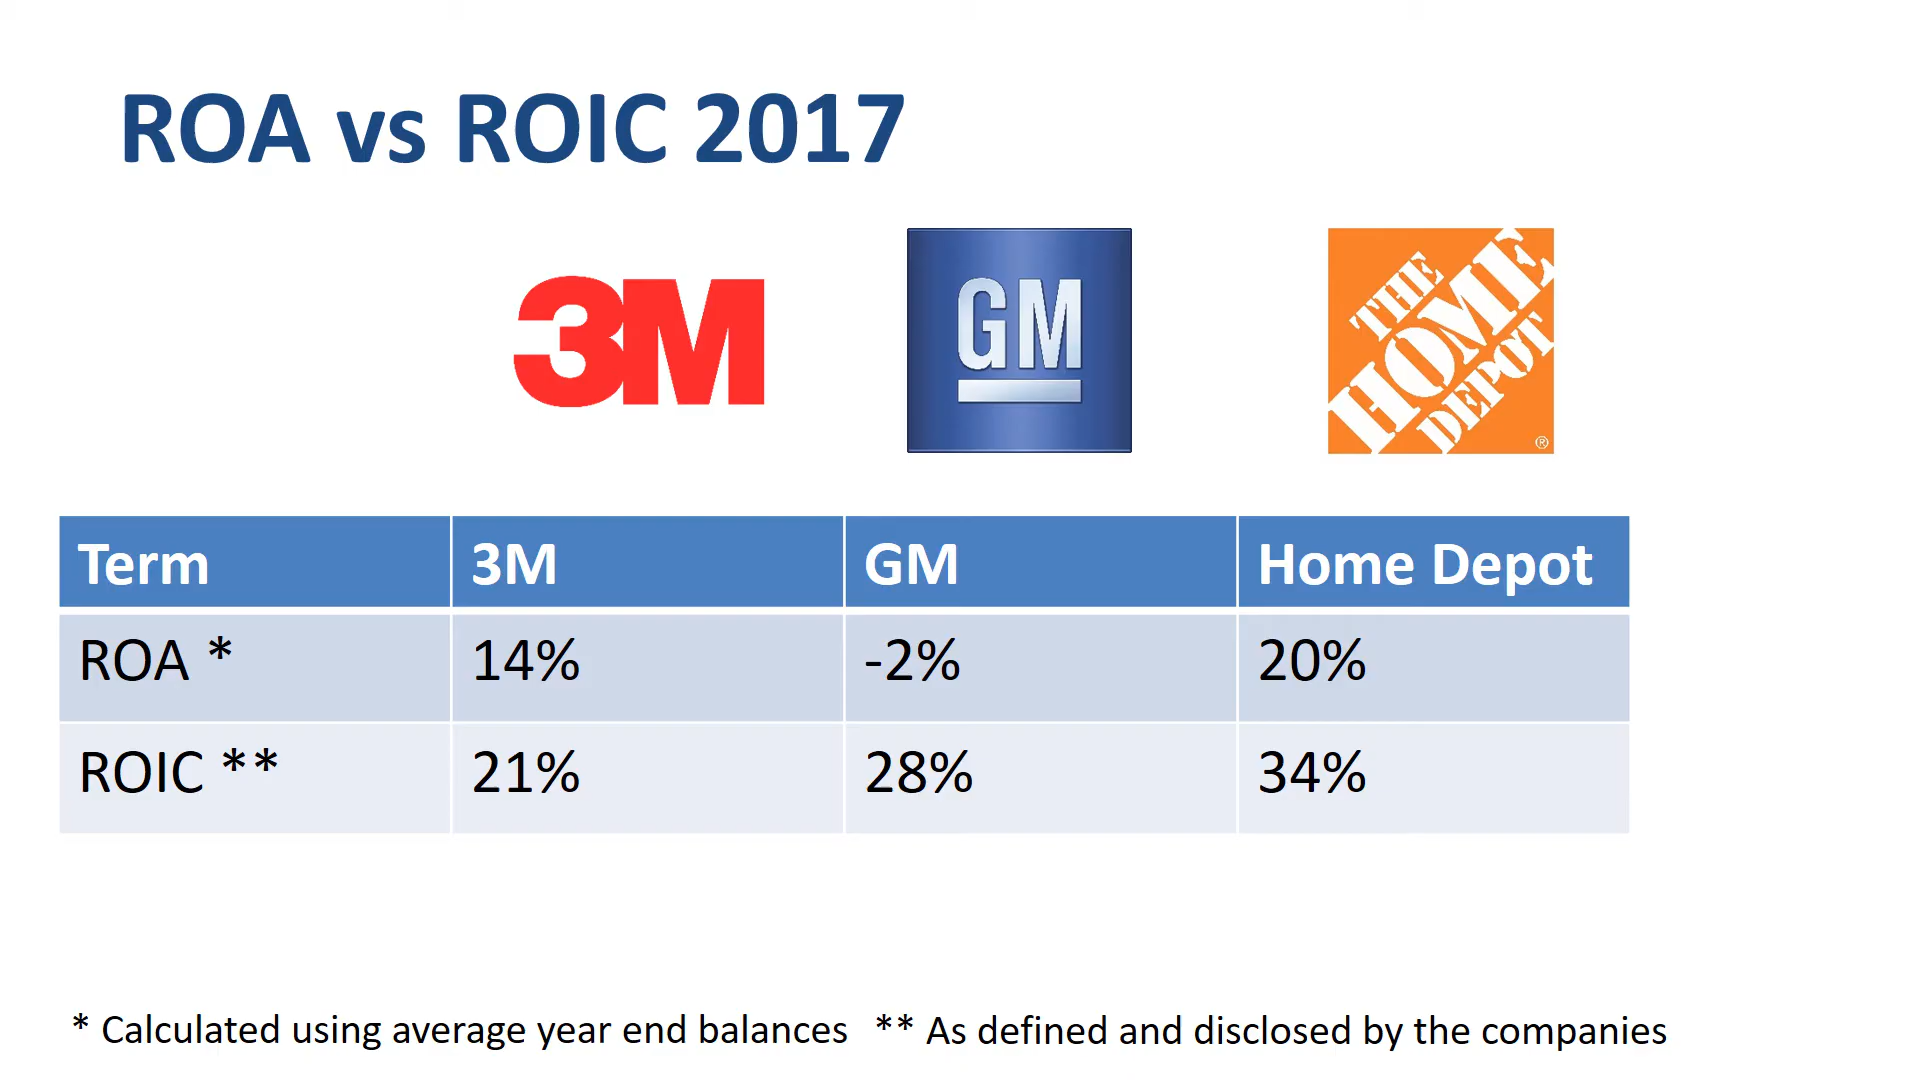 ROA vs ROIC 2017
3M
GM
THE
HOME
DEPOT
®
Term 3M GM Home Depot
ROA * 14% -2% 20%
ROIC ** 21% 28% 34%
* Calculated using average year end balances ** As defined and disclosed by the companies